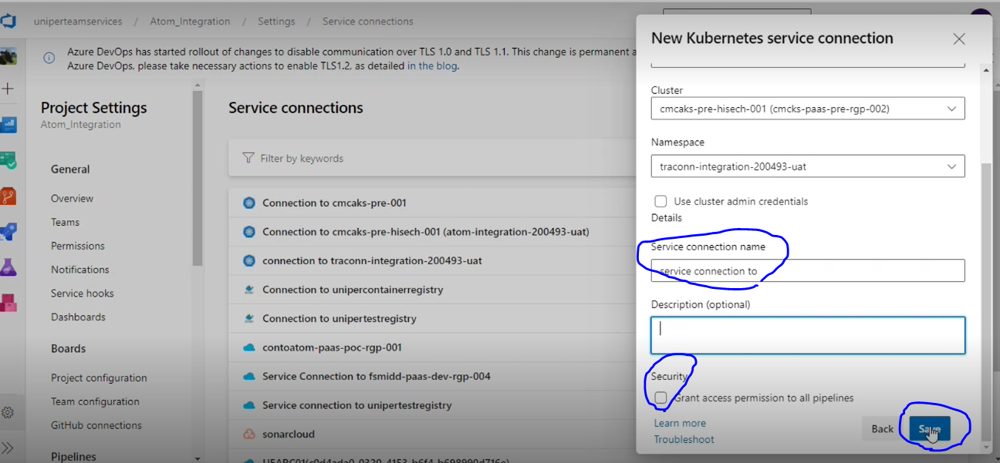 uniperteamservices / Atom_Integration / Settings / Service connections
Azure DevOps has started rollout of changes to disable communication over TLS 1.0 and TLS 1.1. This change is permanent a
Azure DevOps, please take necessary actions to enable TLS1.2. as detailed in the blog.
Project Settings
Atom_Integration
General
Overview
Teams
Permissions
Notifications
Service hooks
Dashboards
Boards
Project configuration
Team configuration
GitHub connections
Pipelines
Service connections
Filter by keywords
Connection to cmcaks-pre-001
Connection to cmcaks-pre-hisech-001 (atom-integration-200493-uat)
connection to traconn-integration-200493-uat
Connection to unipercontainerregistry
Connection to unipertestregistry
contoatom-paas-poc-rgp-001
Service Connection to fsmidd-paas-dev-rgp-004
Service connection to unipertestregistry
sonarcloud
New Kubernetes service connection
Cluster
cmcaks-pre-hisech-001 (cmcks-paas-pre-rgp-002)
Namespace
traconn-integration-200493-uat
Use cluster admin credentials
Details
Service connection name
service connection to
Description (optional)
Security
Grant access permission to all pipelines
Learn more
Troubleshoot
Back
Save